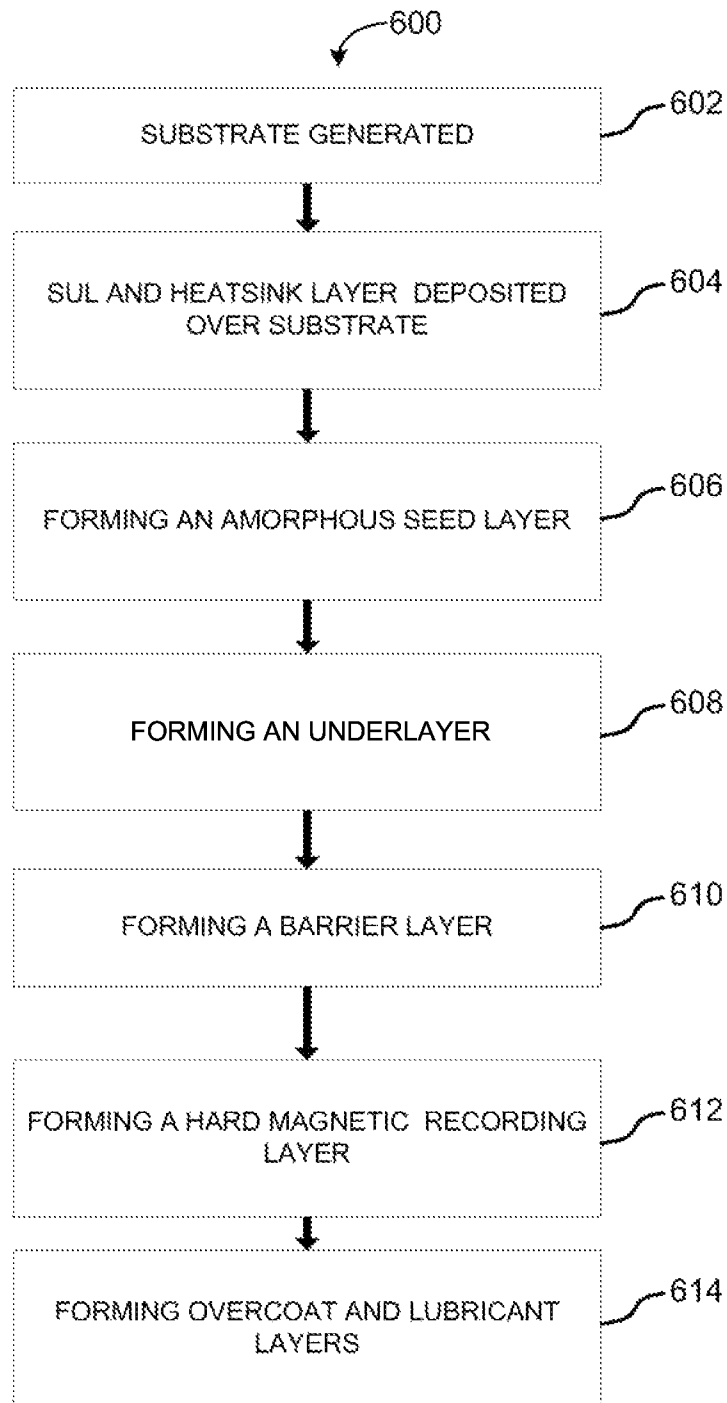 600
SUBSTRATE GENERATED
602
SUL AND HEATSINK LAYER DEPOSITED
OVER SUBSTRATE
604
FORMING AN AMORPHOUS SEED LAYER
606
FORMING AN UNDERLAYER
608
FORMING A BARRIER LAYER
610
FORMING A HARD MAGNETIC RECORDING
LAYER
612
FORMING OVERCOAT AND LUBRICANT
LAYERS
614